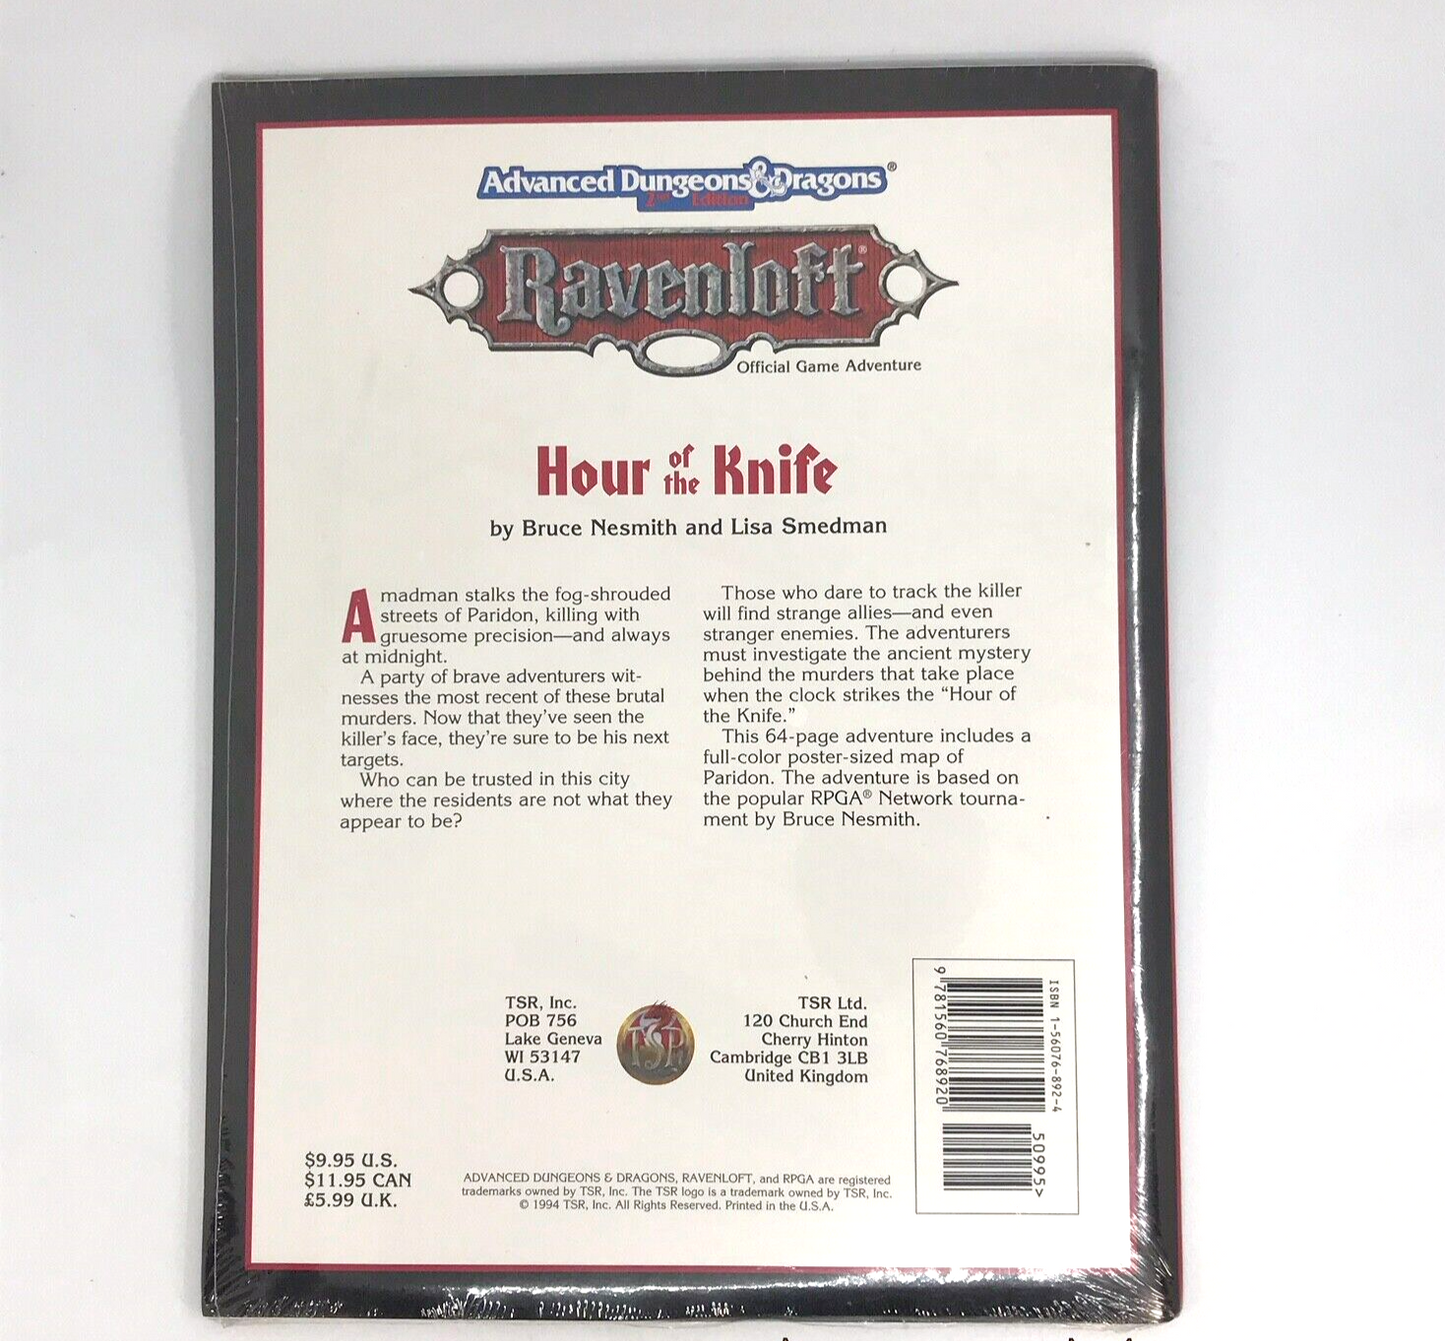 Advanced Dungeons & Dragons®
2nd Edition
Ravenloft®
Official Game Adventure
Hour of the Knife
by Bruce Nesmith and Lisa Smedman
A madman stalks the fog-shrouded
streets of Paridon, killing with
gruesome precision—and always
at midnight.
A party of brave adventurers wit-
nesses the most recent of these brutal
murders. Now that they've seen the
killer's face, they're sure to be his next
targets.
Who can be trusted in this city
where the residents are not what they
appear to be?
Those who dare to track the killer
will find strange allies—and even
stranger enemies. The adventurers
must investigate the ancient mystery
behind the murders that take place
when the clock strikes the “Hour of
the Knife.”
This 64-page adventure includes a
full-color poster-sized map of
Paridon. The adventure is based on
the popular RPGA® Network tourna-
ment by Bruce Nesmith.
TSR, Inc.
POB 756
Lake Geneva
WI 53147
U.S.A.
TSR
TSR Ltd.
120 Church End
Cherry Hinton
Cambridge CB1 3LB
United Kingdom
ISBN 1-56076-892-4
9 781560 768920
50995>
$9.95 U.S.
$11.95 CAN
£5.99 U.K.
ADVANCED DUNGEONS & DRAGONS, RAVENLOFT, and RPGA are registered
trademarks owned by TSR, Inc. The TSR logo is a trademark owned by TSR, Inc.
© 1994 TSR, Inc. All Rights Reserved. Printed in the U.S.A.